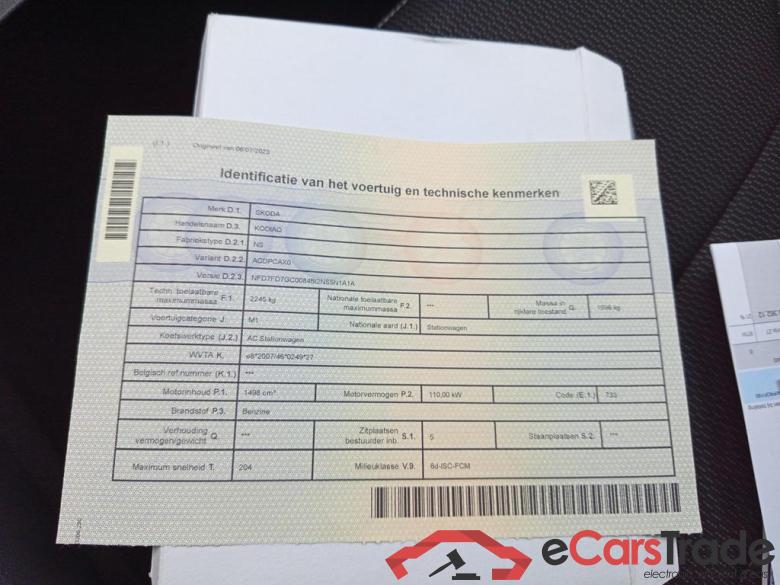 (I.1.) Origineel van 06/07/2023
Identificatie van het voertuig en technische kenmerken
Merk D.1. SKODA
Handelsnaam D.3. KODIAQ
Fabriekstype D.2.1. NS
Variant D.2.2. ACDPCAX0
Versie D.2.3.
Techn. toelaatbare maximummassa F.1. 2245 kg Nationale toelaatbare maximummassa F.2. --- Massa in rijklare toestand G. 1596 kg
Voertuigcategorie J. M1 Nationale aard (J.1.) Stationwagen
Koetswerktype (J.2.) AC Stationwagen
WVTA K. e8*2007/46*0249*27
Belgisch ref.nummer (K.1.) ---
Motorinhoud P.1. 1498 cm³ Motorvermogen P.2. 110,00 kW Code (E.1.) 733
Brandstof P.3. Benzine
Verhouding vermogen/gewicht Q. --- Zitplaatsen bestuurder inb. S.1. 5 Staanplaatsen S.2. ---
Maximum snelheid T. 204 Milieuklasse V.9. 6d-ISC-FCM
eCarsTrade